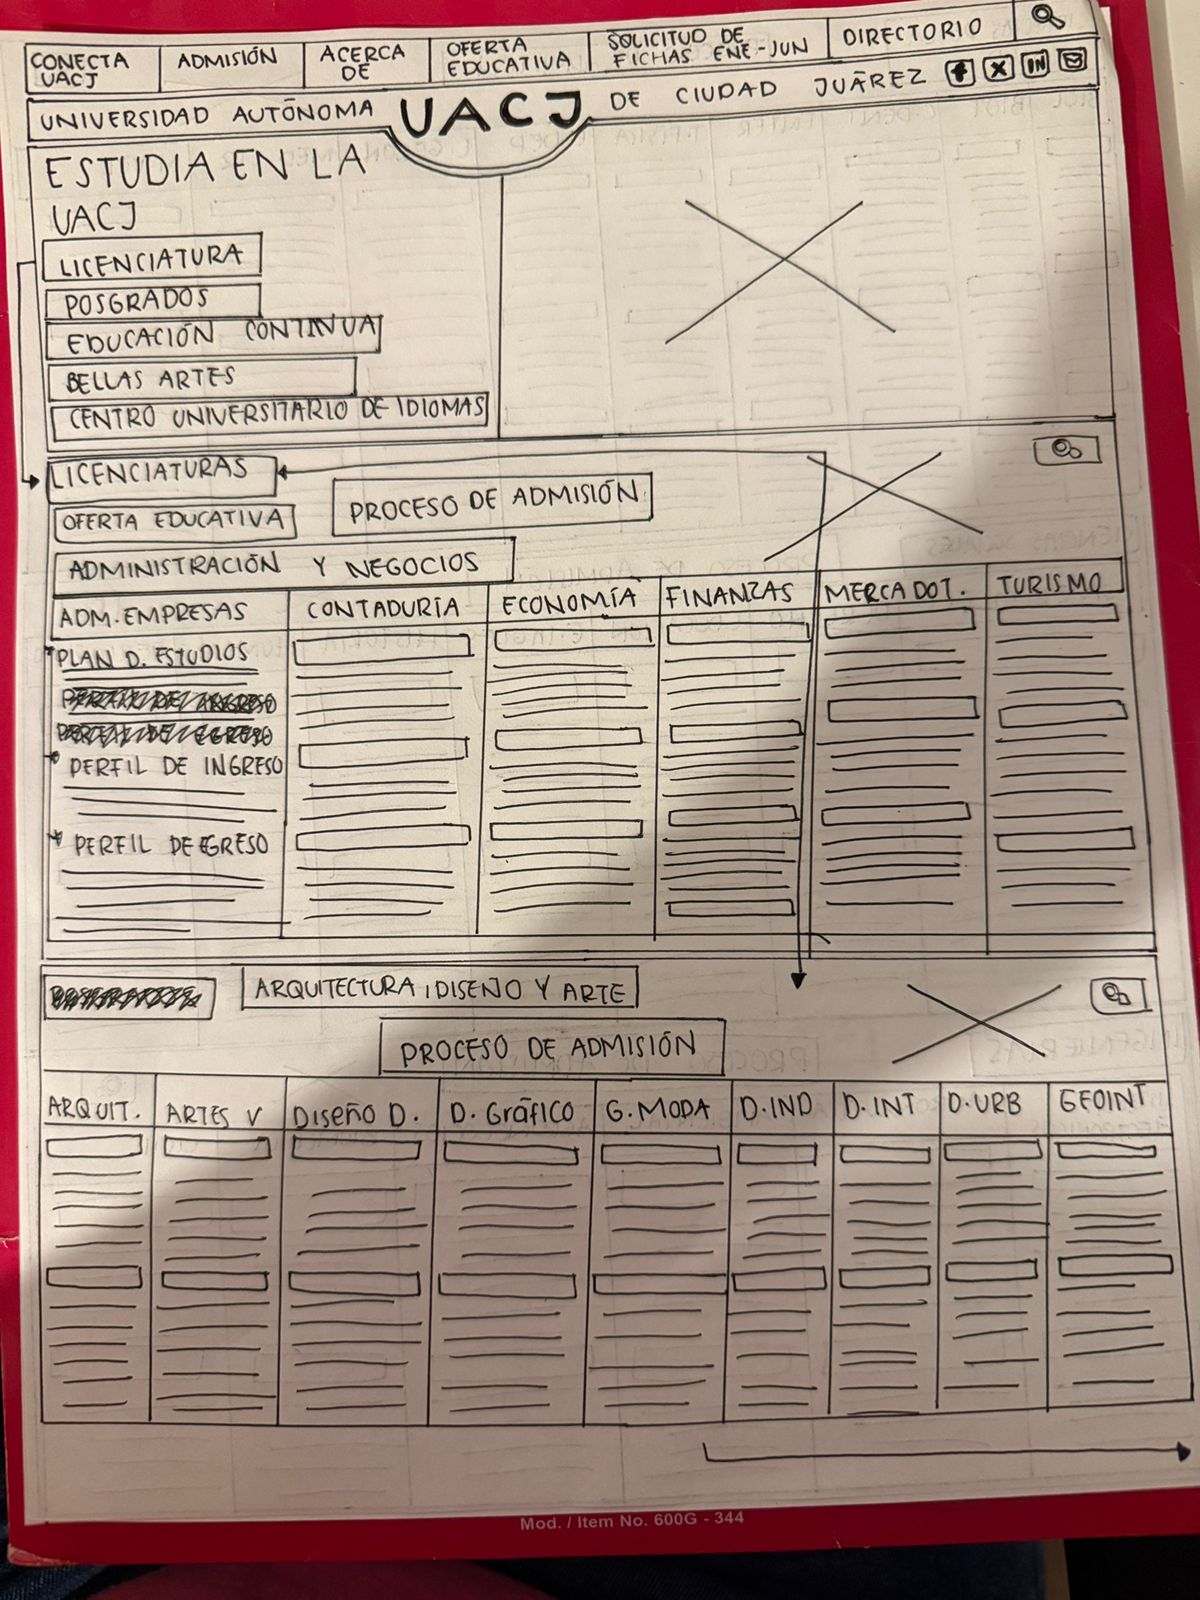 CONECTA
UACJ
ADMISIÓN
ACERCA
DE
OFERTA
EDUCATIVA
SOLICITUD DE
FICHAS ENE-JUN
DIRECTORIO
UNIVERSIDAD AUTÓNOMA UACJ DE CIUDAD JUÁREZ f X IN
ESTUDIA EN LA
UACJ
LICENCIATURA
POSGRADOS
EDUCACIÓN CONTINUA
BELLAS ARTES
CENTRO UNIVERSITARIO DE IDIOMAS
LICENCIATURAS
OFERTA EDUCATIVA
PROCESO DE ADMISIÓN
ADMINISTRACIÓN Y NEGOCIOS
ADM. EMPRESAS CONTADURÍA ECONOMÍA FINANZAS MERCADOT. TURISMO
* PLAN D. ESTUDIOS
* PERFIL DE INGRESO
* PERFIL DE EGRESO
ARQUITECTURA, DISEÑO Y ARTE
PROCESO DE ADMISIÓN
ARQUIT. ARTES V DISEÑO D. D. Gráfico G. MODA D. IND D. INT D. URB GEOINT
Mod. / Item No. 600G - 344